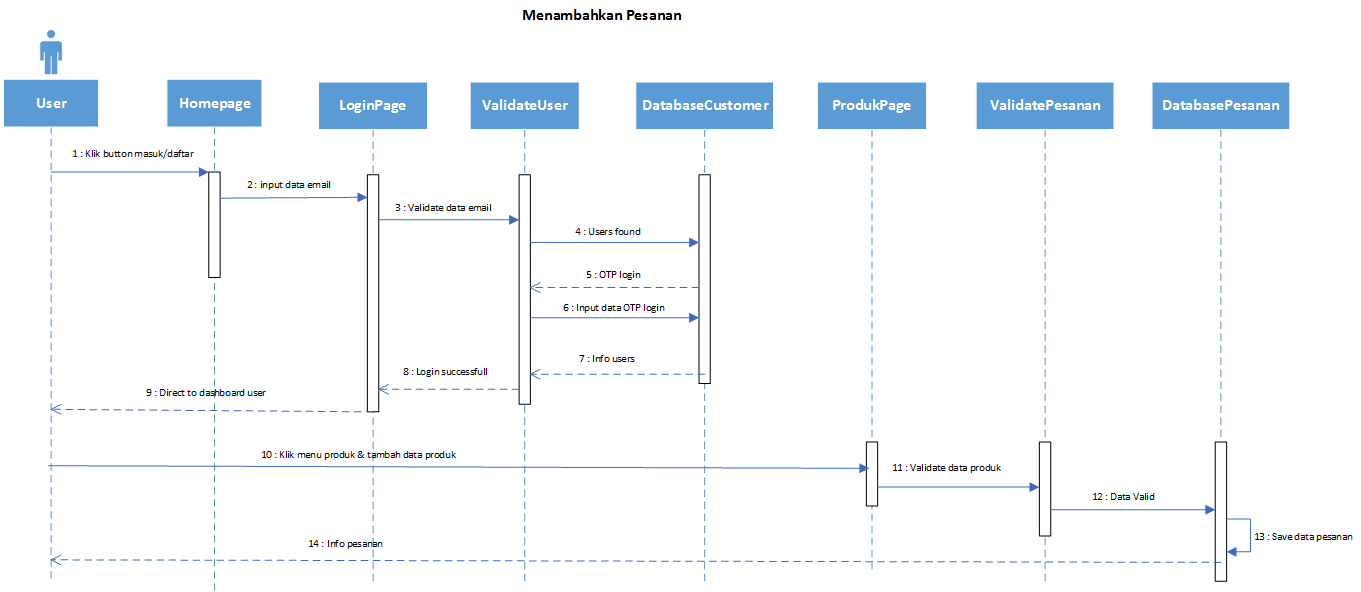 Menambahkan Pesanan
User
Homepage
LoginPage
ValidateUser
DatabaseCustomer
ProdukPage
ValidatePesanan
DatabasePesanan
1 : Klik button masuk/daftar
2 : input data email
3 : Validate data email
4 : Users found
5 : OTP login
6 : Input data OTP login
7 : Info users
8 : Login successfull
9 : Direct to dashboard user
10 : Klik menu produk & tambah data produk
11 : Validate data produk
12 : Data Valid
13 : Save data pesanan
14 : Info pesanan